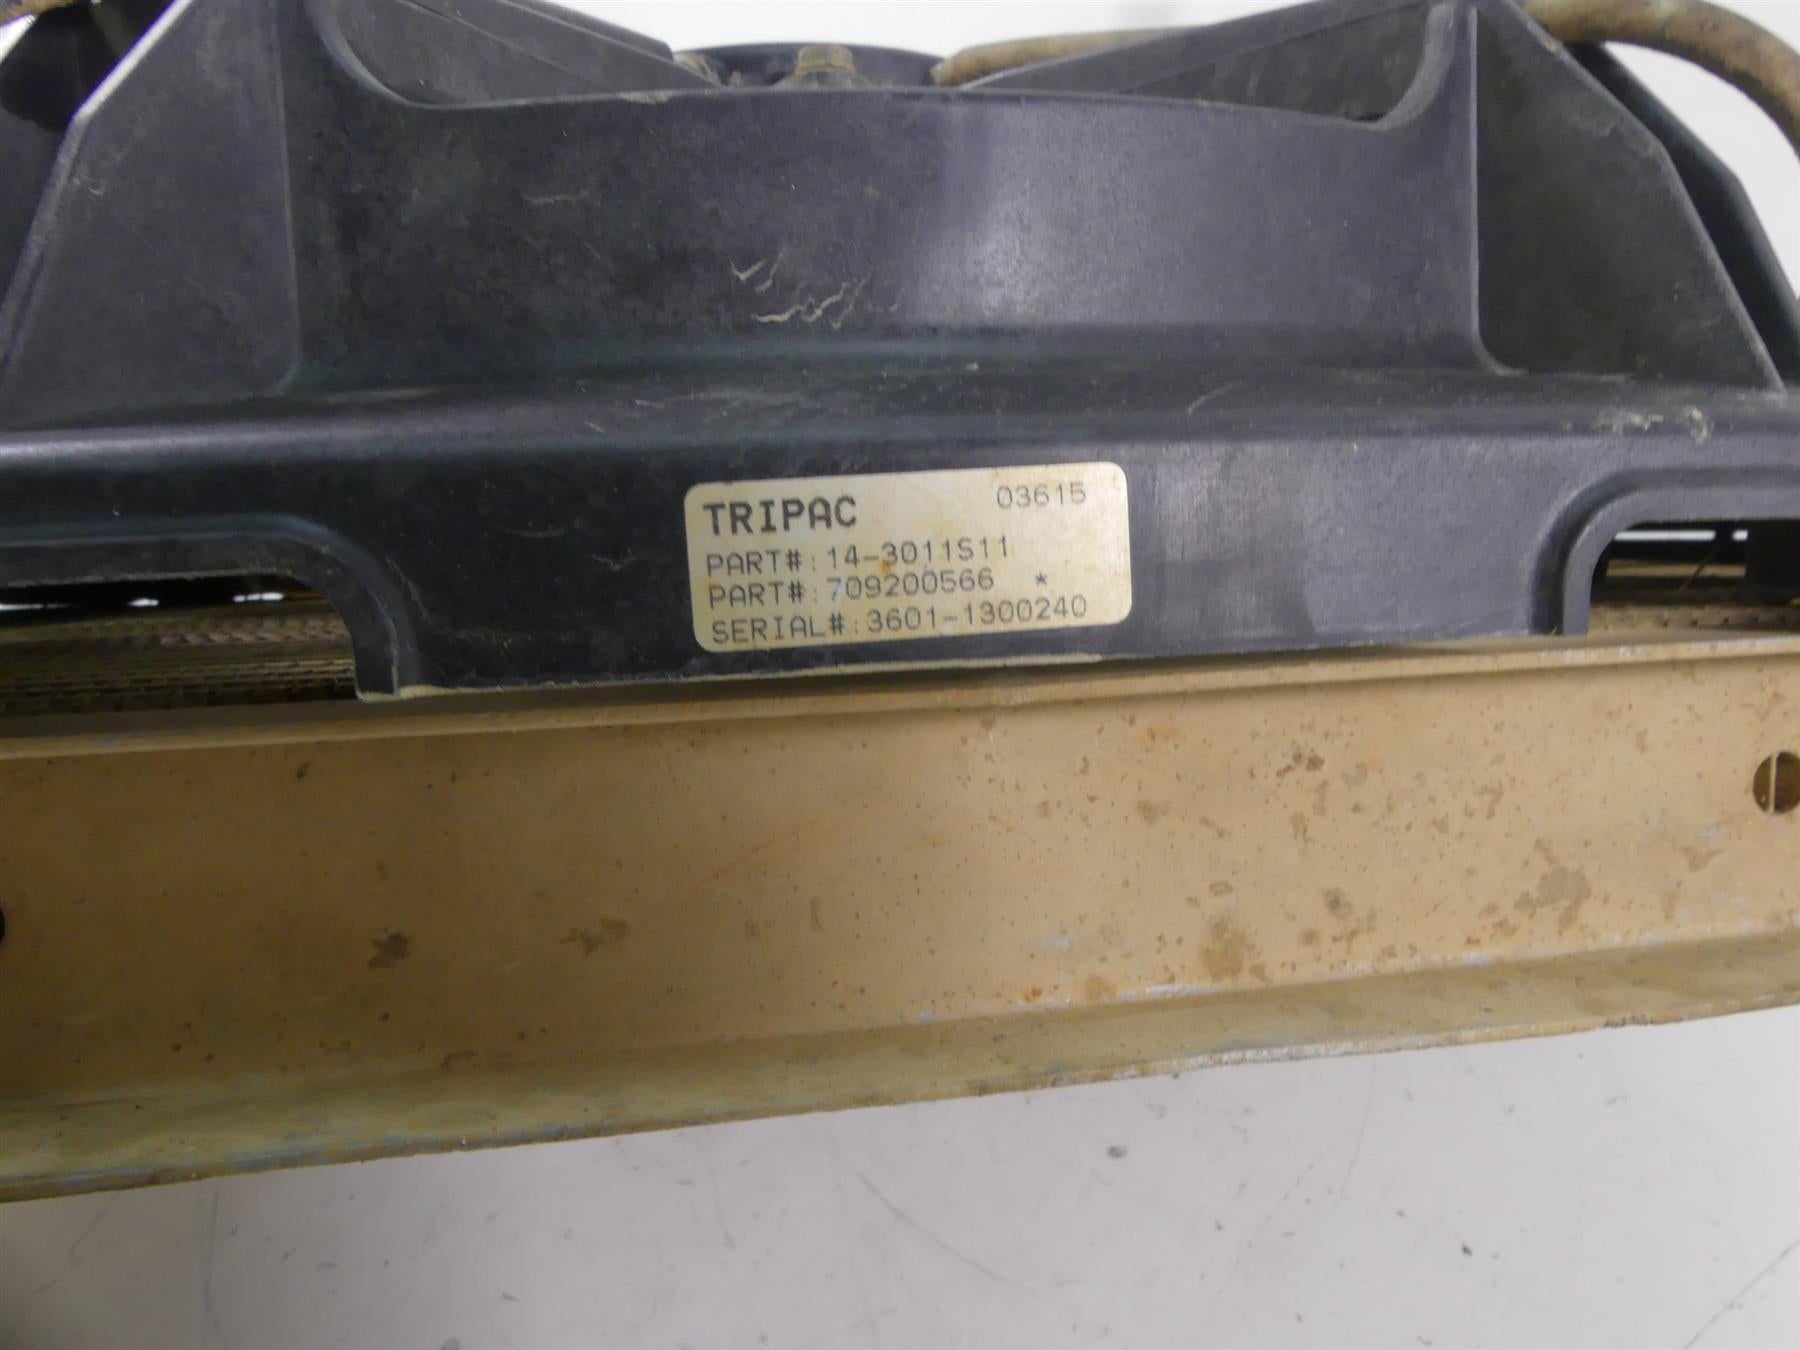 TRIPAC 03615
PART#: 14-3011S11
PART#: 709200566 *
SERIAL#: 3601-1300240